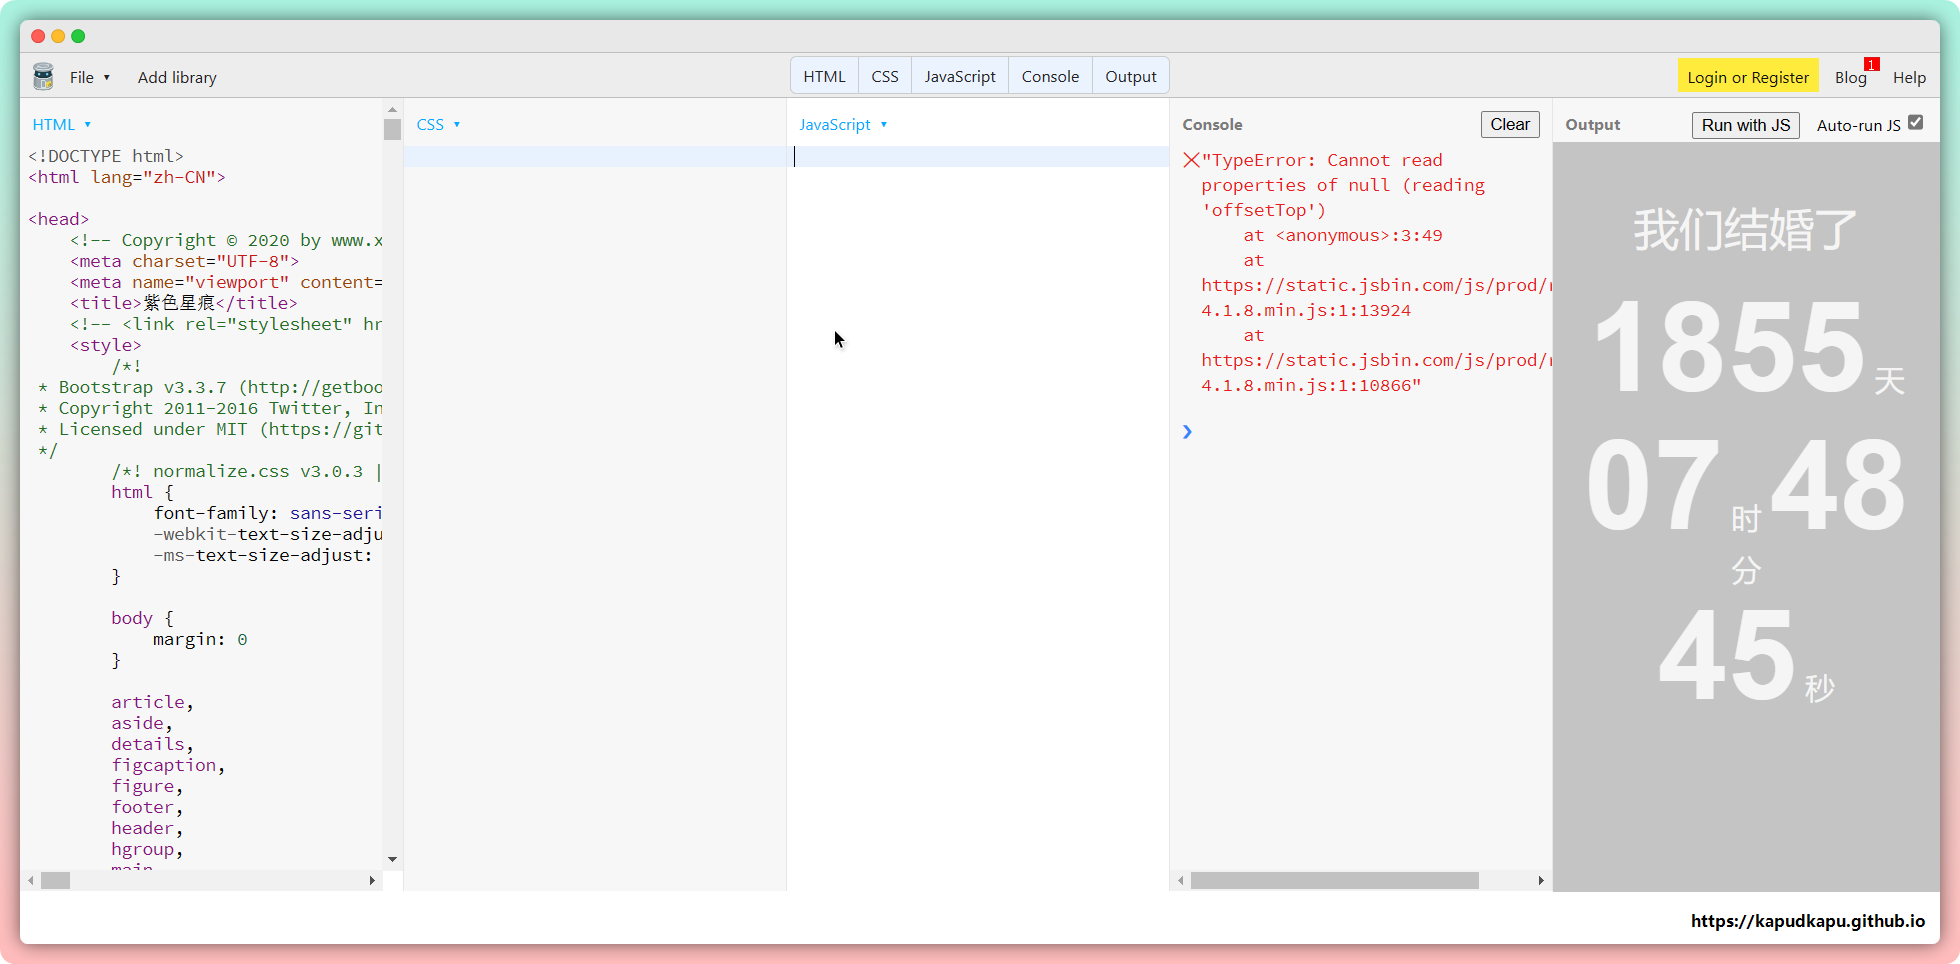 File ▼ Add library HTML CSS JavaScript Console Output Login or Register Blog 1 Help
HTML ▼
<!DOCTYPE html>
<html lang="zh-CN">
<head>
<!-- Copyright © 2020 by www.x
<meta charset="UTF-8">
<meta name="viewport" content=
<title>紫色星痕</title>
<!-- <link rel="stylesheet" hr
<style>
/*!
* Bootstrap v3.3.7 (http://getboo
* Copyright 2011-2016 Twitter, In
* Licensed under MIT (https://git
*/
/*! normalize.css v3.0.3 |
html {
font-family: sans-seri
-webkit-text-size-adju
-ms-text-size-adjust:
}
body {
margin: 0
}
article,
aside,
details,
figcaption,
figure,
footer,
header,
hgroup,
main
CSS ▼
JavaScript ▼
Console Clear
"TypeError: Cannot read
properties of null (reading
'offsetTop')
at <anonymous>:3:49
at
https://static.jsbin.com/js/prod/r
4.1.8.min.js:1:13924
at
https://static.jsbin.com/js/prod/r
4.1.8.min.js:1:10866"
Output Run with JS Auto-run JS
我们结婚了
1855 天
07 时 48
分
45 秒
https://kapudkapu.github.io